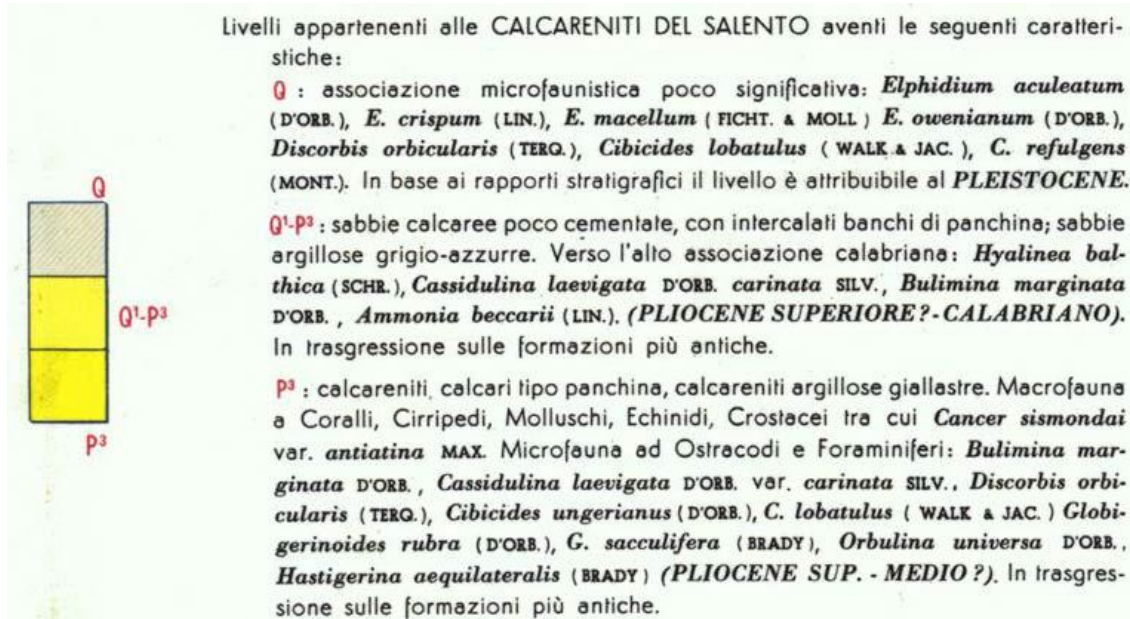 Livelli appartenenti alle CALCARENITI DEL SALENTO aventi le seguenti caratteri-
stiche:
Q : associazione microfaunistica poco significativa: Elphidium aculeatum
(D'ORB.), E. crispum (LIN.), E. macellum ( FICHT. & MOLL ) E. owenianum (D'ORB.),
Discorbis orbicularis (TERQ.), Cibicides lobatulus ( WALK & JAC. ), C. refulgens
(MONT.). In base ai rapporti stratigrafici il livello è attribuibile al PLEISTOCENE.
Q
Q¹-P³ : sabbie calcaree poco cementate, con intercalati banchi di panchina; sabbie
argillose grigio-azzurre. Verso l'alto associazione calabriana: Hyalinea bal-
thica (SCHR.), Cassidulina laevigata D'ORB. carinata SILV., Bulimina marginata
D'ORB. , Ammonia beccarii (LIN.). (PLIOCENE SUPERIORE?-CALABRIANO).
In trasgressione sulle formazioni più antiche.
Q¹-P³
P³ : calcareniti, calcari tipo panchina, calcareniti argillose giallastre. Macrofauna
a Coralli, Cirripedi, Molluschi, Echinidi, Crostacei tra cui Cancer sismondai
var. antiatina MAX. Microfauna ad Ostracodi e Foraminiferi: Bulimina mar-
ginata D'ORB. , Cassidulina laevigata D'ORB. var. carinata SILV., Discorbis orbi-
cularis (TERQ.), Cibicides ungerianus (D'ORB.), C. lobatulus ( WALK & JAC. ) Globi-
gerinoides rubra (D'ORB.), G. sacculifera (BRADY), Orbulina universa D'ORB.,
Hastigerina aequilateralis (BRADY) (PLIOCENE SUP. - MEDIO ?). In trasgres-
sione sulle formazioni più antiche.
P³